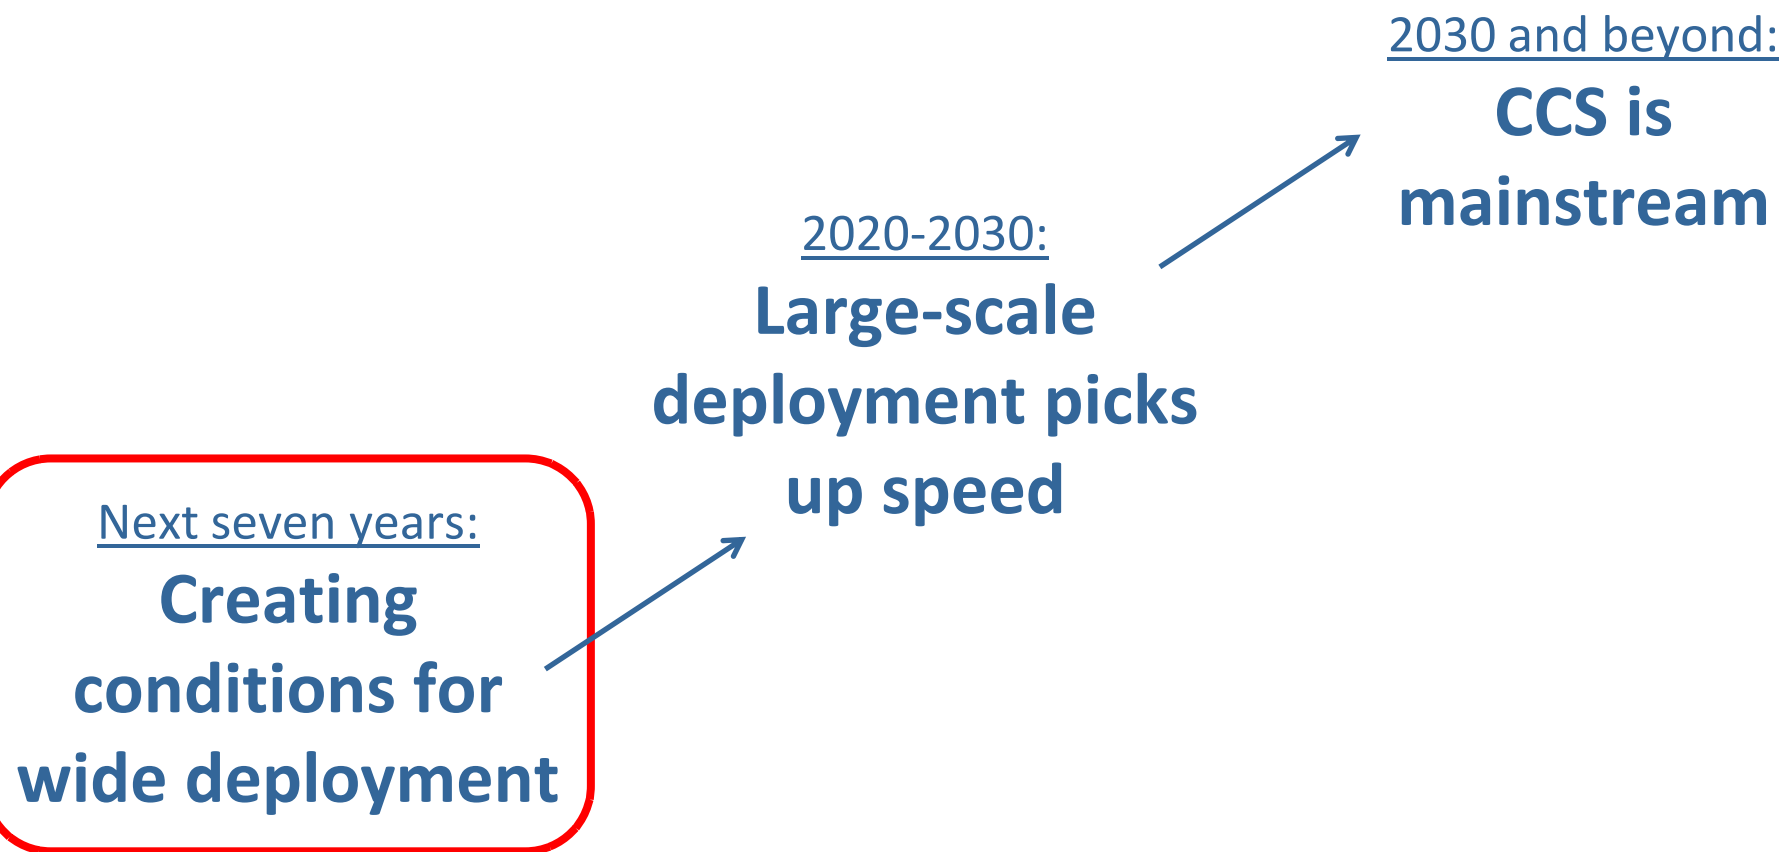 2030 and beyond:
CCS is
mainstream
2020-2030:
Large-scale
deployment picks
up speed
Next seven years:
Creating
conditions for
wide deployment